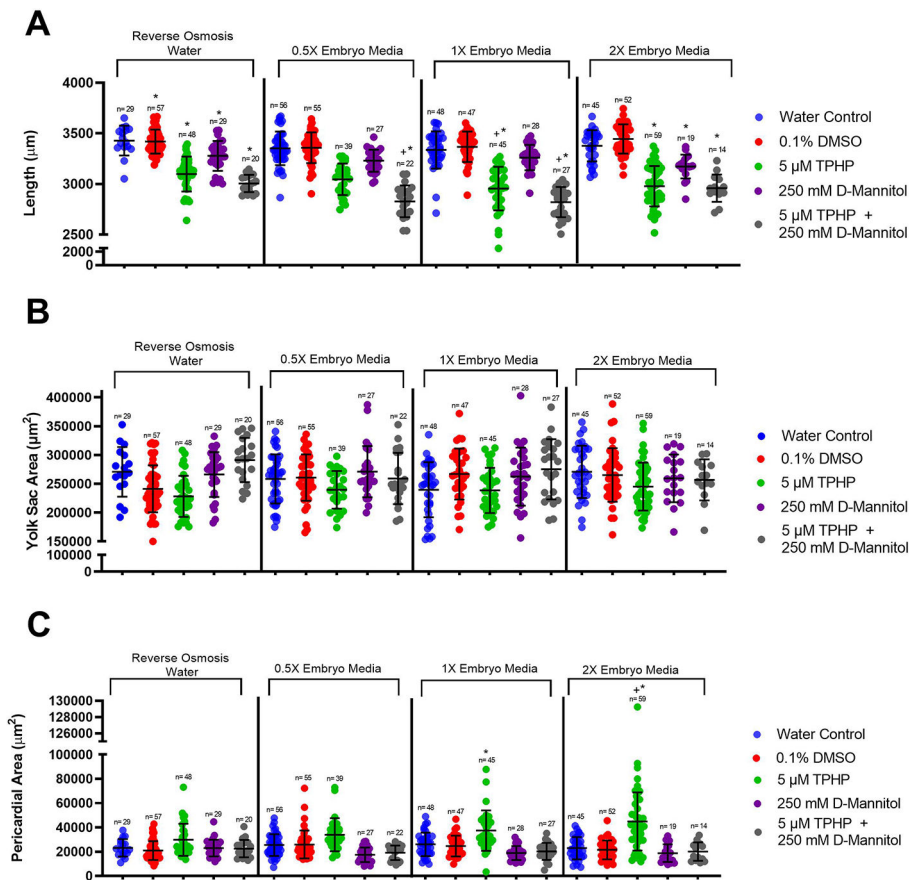 A
Reverse Osmosis
Water
0.5X Embryo Media
1X Embryo Media
2X Embryo Media
Length (μm)
4000
3500
3000
2500
2000
0
n= 29
*
n= 57
*
n= 48
*
n= 29
*
n= 20
n= 56
n= 55
n= 39
n= 27
+ *
n= 22
n= 48
n= 47
+ *
n= 45
n= 28
+ *
n= 27
n= 45
n= 52
*
n= 59
*
n= 19
*
n= 14
Water Control
0.1% DMSO
5 μM TPHP
250 mM D-Mannitol
5 μM TPHP +
250 mM D-Mannitol
B
Reverse Osmosis
Water
0.5X Embryo Media
1X Embryo Media
2X Embryo Media
Yolk Sac Area (μm²)
400000
350000
300000
250000
200000
150000
100000
0
n= 29
n= 57
n= 48
n= 29
n= 20
n= 56
n= 55
n= 39
n= 27
n= 22
n= 48
n= 47
n= 45
n= 28
n= 27
n= 45
n= 52
n= 59
n= 19
n= 14
Water Control
0.1% DMSO
5 μM TPHP
250 mM D-Mannitol
5 μM TPHP +
250 mM D-Mannitol
C
Reverse Osmosis
Water
0.5X Embryo Media
1X Embryo Media
2X Embryo Media
Pericardial Area (μm²)
130000
128000
126000
100000
80000
60000
40000
20000
0
n= 29
n= 57
n= 48
n= 29
n= 20
n= 56
n= 55
n= 39
n= 27
n= 22
n= 48
n= 47
*
n= 45
n= 28
n= 27
n= 45
n= 52
+ *
n= 59
n= 19
n= 14
Water Control
0.1% DMSO
5 μM TPHP
250 mM D-Mannitol
5 μM TPHP +
250 mM D-Mannitol